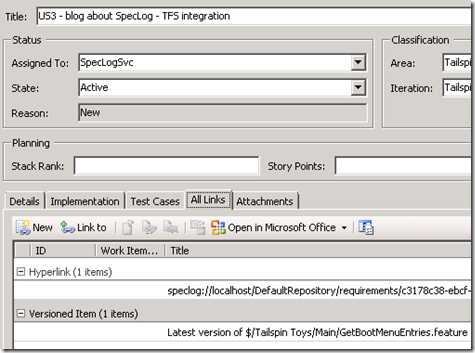 Title: US3 - blog about SpecLog - TFS integration
Status
Classification
Assigned To: SpecLogSvc
Area: Tailspin
State: Active
Iteration: Tailspi
Reason: New
Planning
Stack Rank:
Story Points:
Details Implementation Test Cases All Links Attachments
New Link to Open in Microsoft Office
ID Work Item... Title
Hyperlink (1 items)
speclog://localhost/DefaultRepository/requirements/c3178c38-ebcf-
Versioned Item (1 items)
Latest version of $/Tailspin Toys/Main/GetBootMenuEntries.feature